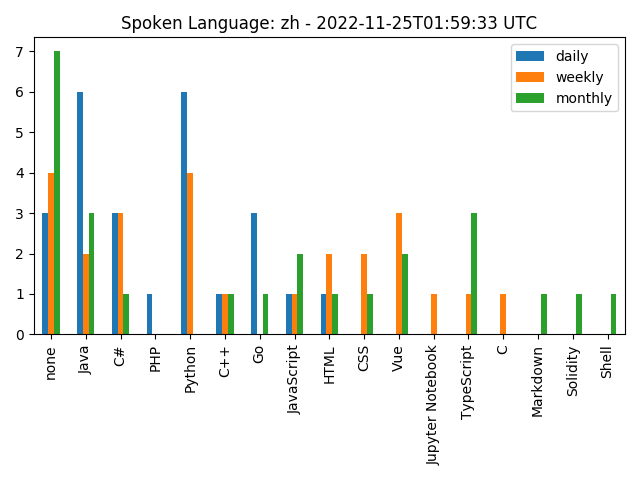 Spoken Language: zh - 2022-11-25T01:59:33 UTC
daily
weekly
monthly
7
6
5
4
3
2
1
0
none
Java
C#
PHP
Python
C++
Go
JavaScript
HTML
CSS
Vue
Jupyter Notebook
TypeScript
C
Markdown
Solidity
Shell